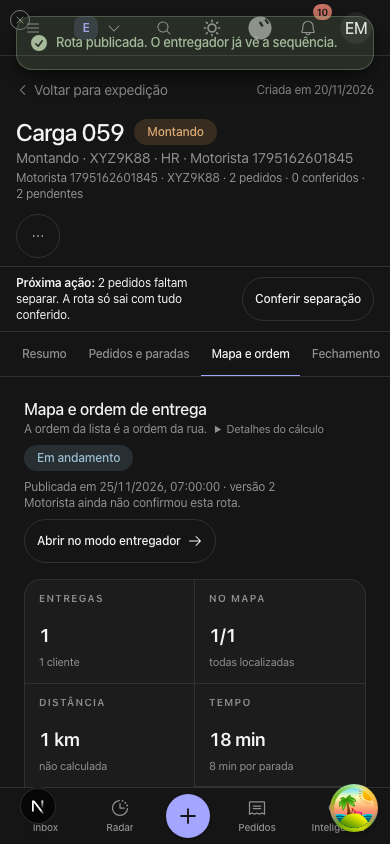 E
10
EM
Rota publicada. O entregador já vê a sequência.
Voltar para expedição
Criada em 20/11/2026
Carga 059
Montando
Montando · XYZ9K88 · HR · Motorista 1795162601845
Motorista 1795162601845 · XYZ9K88 · 2 pedidos · 0 conferidos ·
2 pendentes
...
Próxima ação: 2 pedidos faltam
separar. A rota só sai com tudo
conferido.
Conferir separação
Resumo
Pedidos e paradas
Mapa e ordem
Fechamento
Mapa e ordem de entrega
A ordem da lista é a ordem da rua.
Detalhes do cálculo
Em andamento
Publicada em 25/11/2026, 07:00:00 · versão 2
Motorista ainda não confirmou esta rota.
Abrir no modo entregador
ENTREGAS
1
1 cliente
NO MAPA
1/1
todas localizadas
DISTÂNCIA
1 km
não calculada
TEMPO
18 min
8 min por parada
N
Inbox
Radar
Pedidos
Intelig